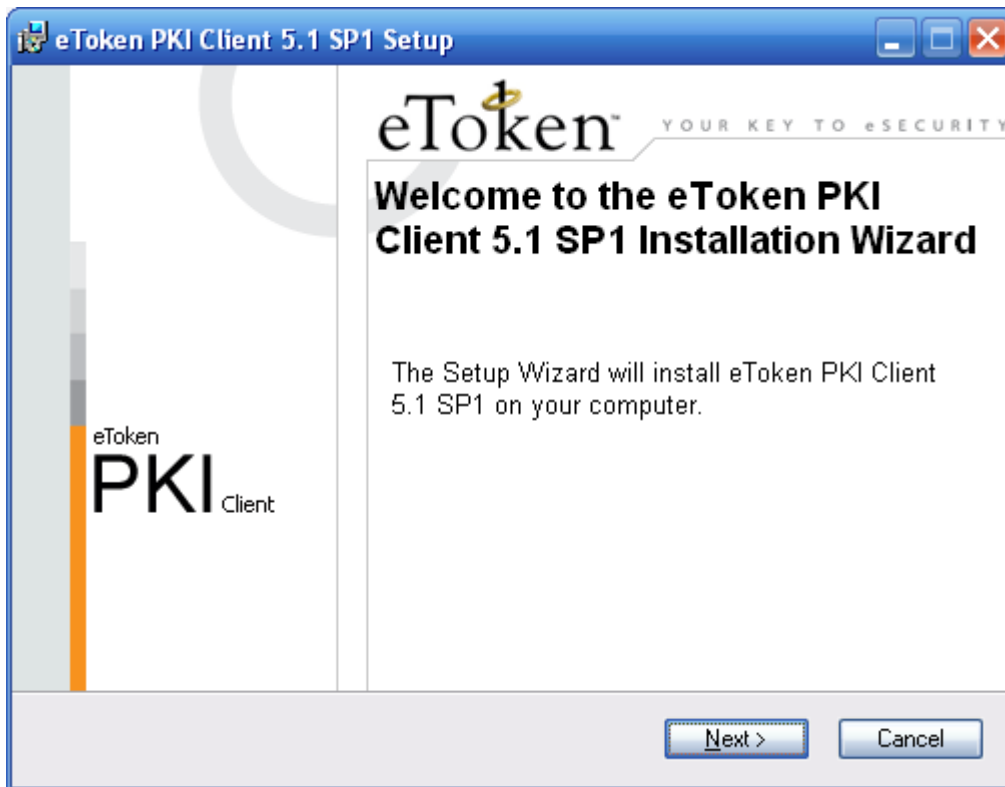 eToken PKI Client 5.1 SP1 Setup
eToken™
YOUR KEY TO eSECURITY
Welcome to the eToken PKI
Client 5.1 SP1 Installation Wizard
The Setup Wizard will install eToken PKI Client
5.1 SP1 on your computer.
eToken
PKI Client
Next >
Cancel